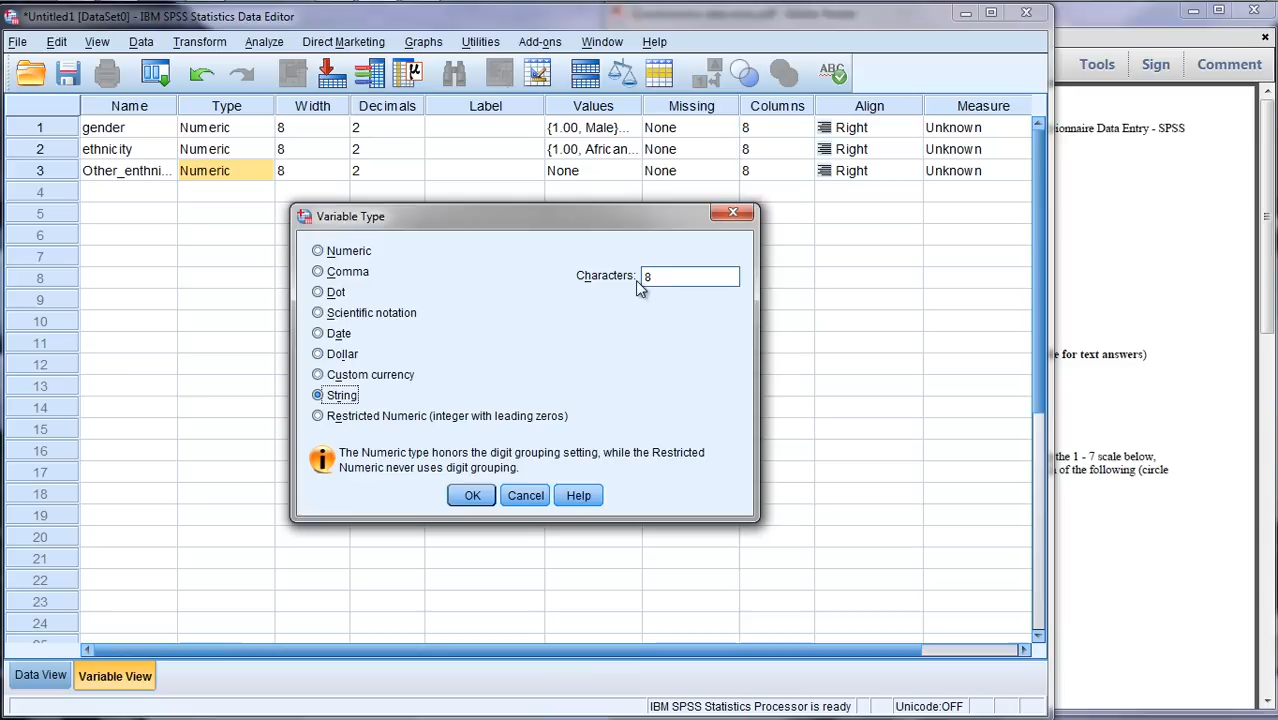 *Untitled1 [DataSet0] - IBM SPSS Statistics Data Editor
File Edit View Data Transform Analyze Direct Marketing Graphs Utilities Add-ons Window Help
Tools Sign Comment
Name Type Width Decimals Label Values Missing Columns Align Measure
1 gender Numeric 8 2 {1.00, Male}... None 8 Right Unknown
2 ethnicity Numeric 8 2 {1.00, African... None 8 Right Unknown
3 Other_enthni... Numeric 8 2 None None 8 Right Unknown
4
5
6
7
8
9
10
11
12
13
14
15
16
17
18
19
20
21
22
23
24
Variable Type
Numeric
Comma
Dot
Scientific notation
Date
Dollar
Custom currency
String
Restricted Numeric (integer with leading zeros)
Characters: 8
The Numeric type honors the digit grouping setting, while the Restricted
Numeric never uses digit grouping.
OK Cancel Help
ionnaire Data Entry - SPSS
e for text answers)
the 1 - 7 scale below,
n of the following (circle
Data View Variable View
IBM SPSS Statistics Processor is ready Unicode:OFF
ABC